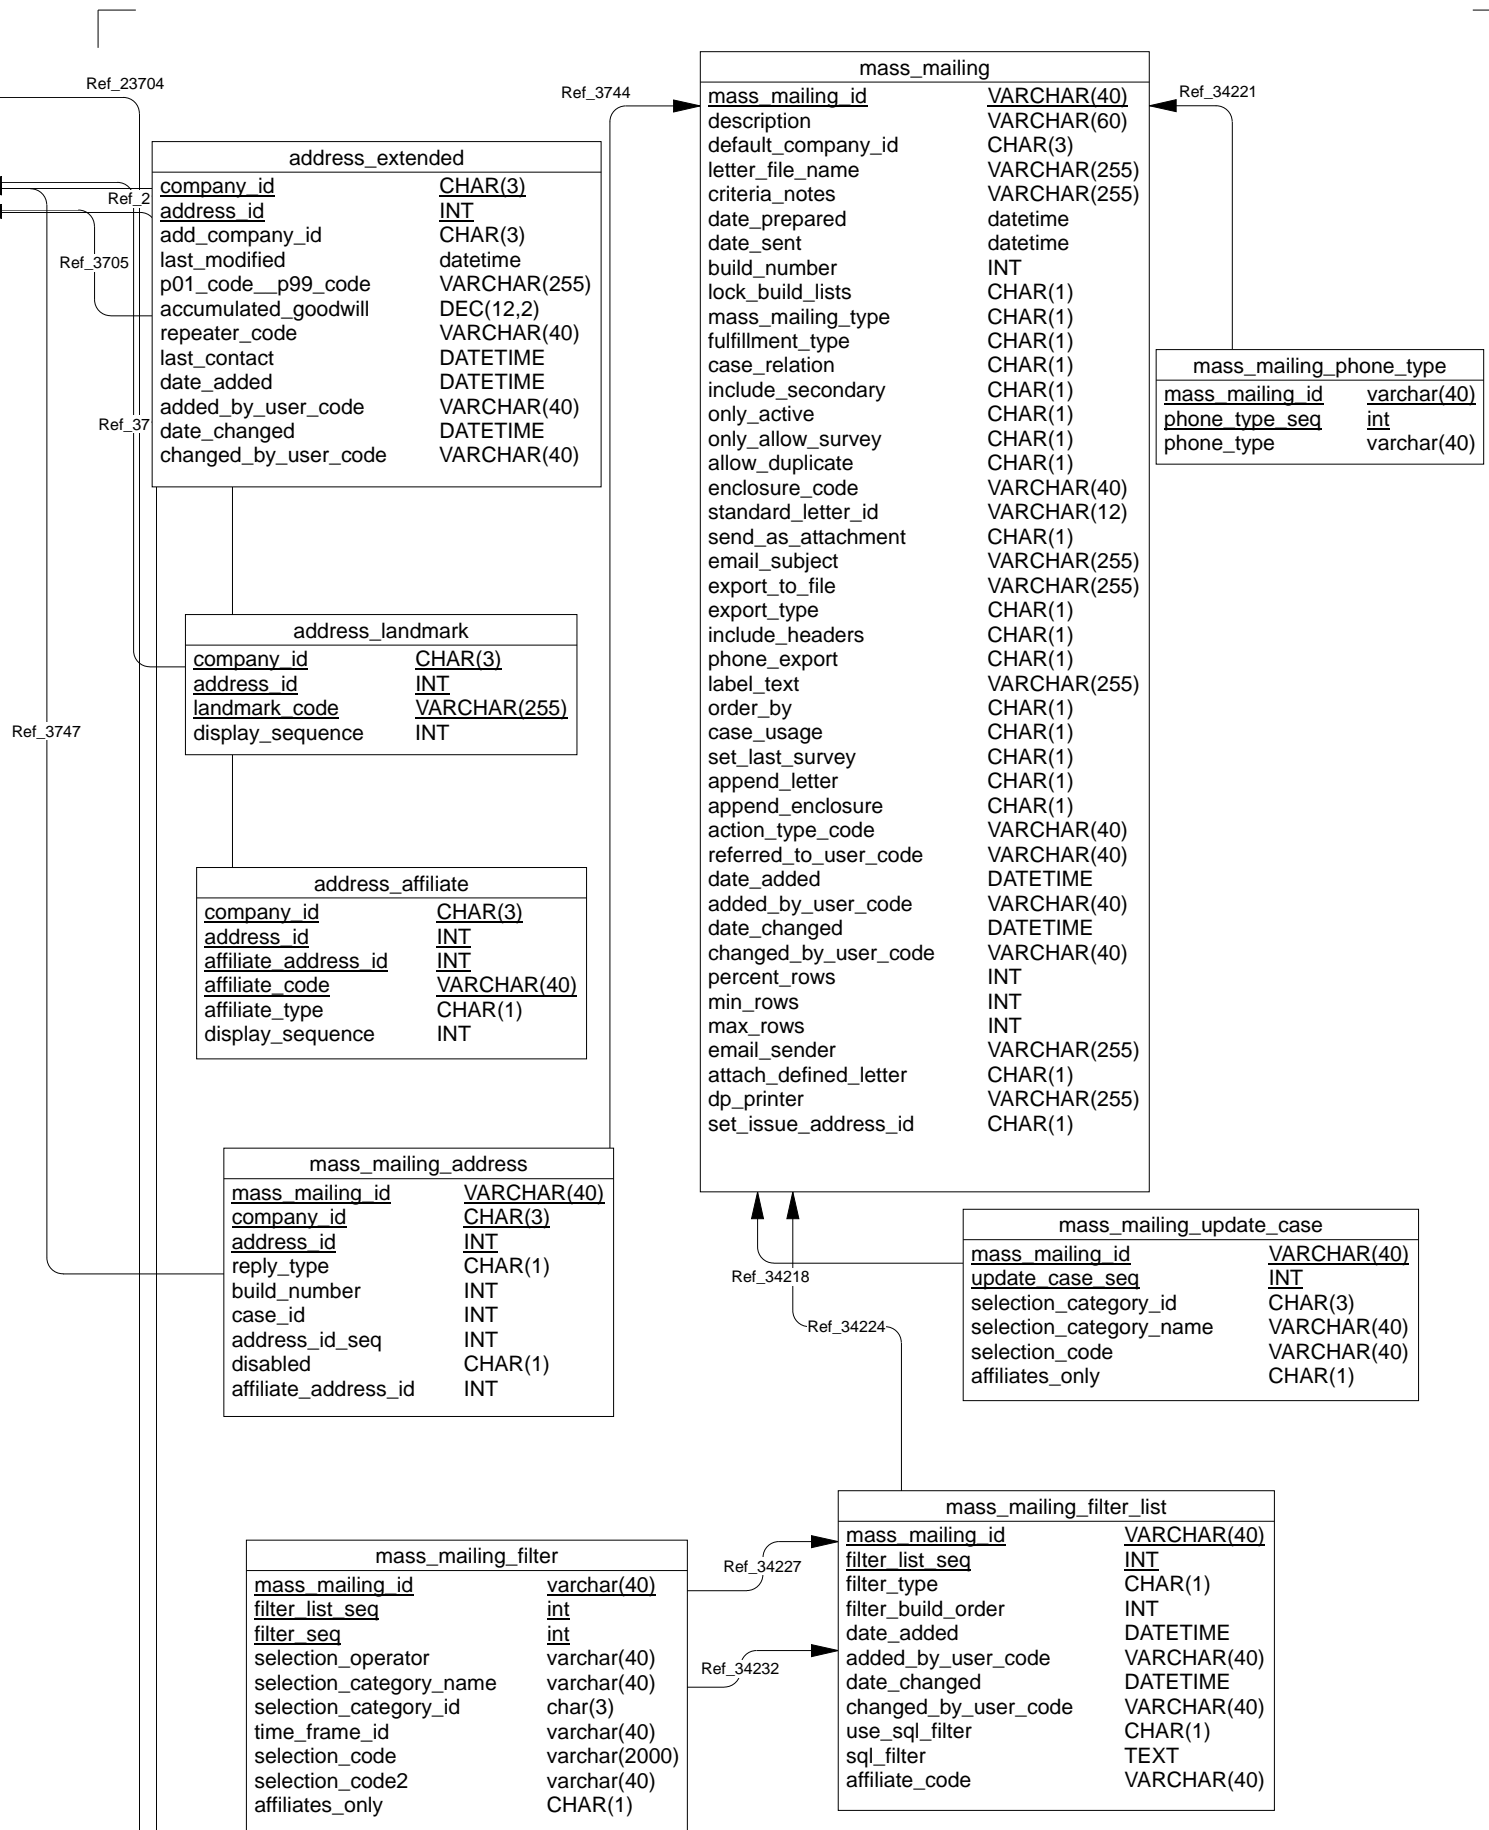 Ref_23704
Ref_3744
Ref_34221
Ref_2
Ref_3705
Ref_37
Ref_3747
mass_mailing
mass_mailing_id VARCHAR(40)
description VARCHAR(60)
default_company_id CHAR(3)
letter_file_name VARCHAR(255)
criteria_notes VARCHAR(255)
date_prepared datetime
date_sent datetime
build_number INT
lock_build_lists CHAR(1)
mass_mailing_type CHAR(1)
fulfillment_type CHAR(1)
case_relation CHAR(1)
include_secondary CHAR(1)
only_active CHAR(1)
only_allow_survey CHAR(1)
allow_duplicate CHAR(1)
enclosure_code VARCHAR(40)
standard_letter_id VARCHAR(12)
send_as_attachment CHAR(1)
email_subject VARCHAR(255)
export_to_file VARCHAR(255)
export_type CHAR(1)
include_headers CHAR(1)
phone_export CHAR(1)
label_text VARCHAR(255)
order_by CHAR(1)
case_usage CHAR(1)
set_last_survey CHAR(1)
append_letter CHAR(1)
append_enclosure CHAR(1)
action_type_code VARCHAR(40)
referred_to_user_code VARCHAR(40)
date_added DATETIME
added_by_user_code VARCHAR(40)
date_changed DATETIME
changed_by_user_code VARCHAR(40)
percent_rows INT
min_rows INT
max_rows INT
email_sender VARCHAR(255)
attach_defined_letter CHAR(1)
dp_printer VARCHAR(255)
set_issue_address_id CHAR(1)
address_extended
company_id CHAR(3)
address_id INT
add_company_id CHAR(3)
last_modified datetime
p01_code__p99_code VARCHAR(255)
accumulated_goodwill DEC(12,2)
repeater_code VARCHAR(40)
last_contact DATETIME
date_added DATETIME
added_by_user_code VARCHAR(40)
date_changed DATETIME
changed_by_user_code VARCHAR(40)
mass_mailing_phone_type
mass_mailing_id varchar(40)
phone_type_seq int
phone_type varchar(40)
address_landmark
company_id CHAR(3)
address_id INT
landmark_code VARCHAR(255)
display_sequence INT
address_affiliate
company_id CHAR(3)
address_id INT
affiliate_address_id INT
affiliate_code VARCHAR(40)
affiliate_type CHAR(1)
display_sequence INT
mass_mailing_address
mass_mailing_id VARCHAR(40)
company_id CHAR(3)
address_id INT
reply_type CHAR(1)
build_number INT
case_id INT
address_id_seq INT
disabled CHAR(1)
affiliate_address_id INT
mass_mailing_update_case
mass_mailing_id VARCHAR(40)
update_case_seq INT
selection_category_id CHAR(3)
selection_category_name VARCHAR(40)
selection_code VARCHAR(40)
affiliates_only CHAR(1)
Ref_34218
Ref_34224
mass_mailing_filter_list
mass_mailing_id VARCHAR(40)
filter_list_seq INT
filter_type CHAR(1)
filter_build_order INT
date_added DATETIME
added_by_user_code VARCHAR(40)
date_changed DATETIME
changed_by_user_code VARCHAR(40)
use_sql_filter CHAR(1)
sql_filter TEXT
affiliate_code VARCHAR(40)
mass_mailing_filter
mass_mailing_id varchar(40)
filter_list_seq int
filter_seq int
selection_operator varchar(40)
selection_category_name varchar(40)
selection_category_id char(3)
time_frame_id varchar(40)
selection_code varchar(2000)
selection_code2 varchar(40)
affiliates_only CHAR(1)
Ref_34227
Ref_34232